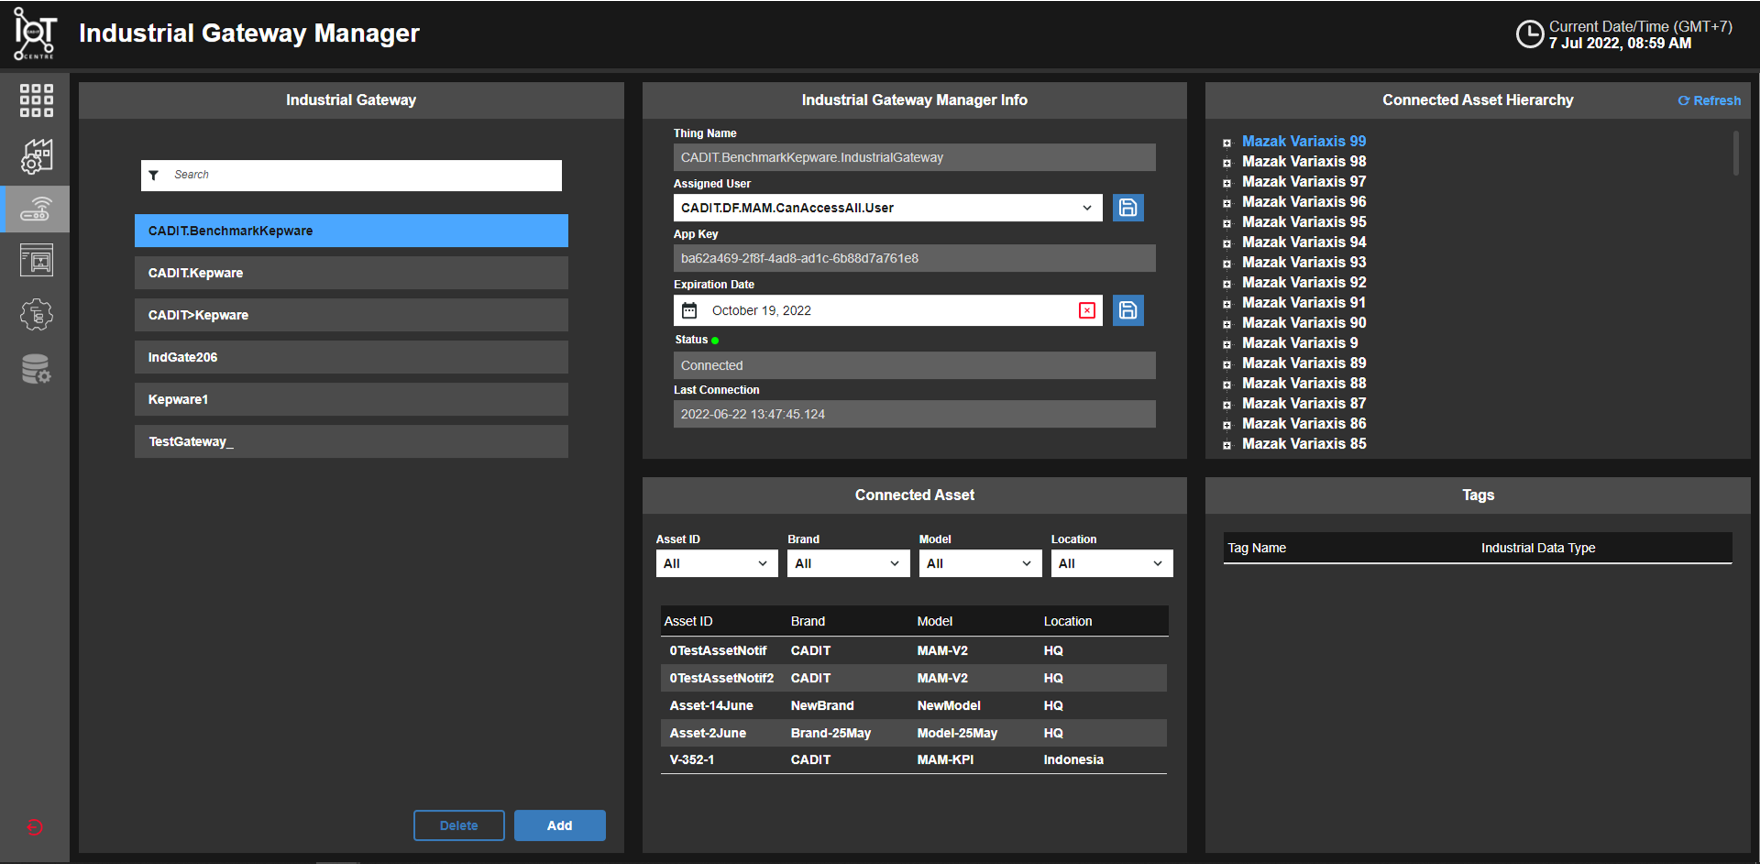 IoT
CENTRE
Industrial Gateway Manager
Current Date/Time (GMT+7)
7 Jul 2022, 08:59 AM
Industrial Gateway
Search
CADIT.BenchmarkKepware
CADIT.Kepware
CADIT>Kepware
IndGate206
Kepware1
TestGateway_
Delete
Add
Industrial Gateway Manager Info
Thing Name
CADIT.BenchmarkKepware.IndustrialGateway
Assigned User
CADIT.DF.MAM.CanAccessAll.User
App Key
ba62a469-2f8f-4ad8-ad1c-6b88d7a761e8
Expiration Date
October 19, 2022
Status
Connected
Last Connection
2022-06-22 13:47:45.124
Connected Asset Hierarchy
Refresh
Mazak Variaxis 99
Mazak Variaxis 98
Mazak Variaxis 97
Mazak Variaxis 96
Mazak Variaxis 95
Mazak Variaxis 94
Mazak Variaxis 93
Mazak Variaxis 92
Mazak Variaxis 91
Mazak Variaxis 90
Mazak Variaxis 9
Mazak Variaxis 89
Mazak Variaxis 88
Mazak Variaxis 87
Mazak Variaxis 86
Mazak Variaxis 85
Connected Asset
Asset ID Brand Model Location
All All All All
Asset ID Brand Model Location
0TestAssetNotif CADIT MAM-V2 HQ
0TestAssetNotif2 CADIT MAM-V2 HQ
Asset-14June NewBrand NewModel HQ
Asset-2June Brand-25May Model-25May HQ
V-352-1 CADIT MAM-KPI Indonesia
Tags
Tag Name Industrial Data Type